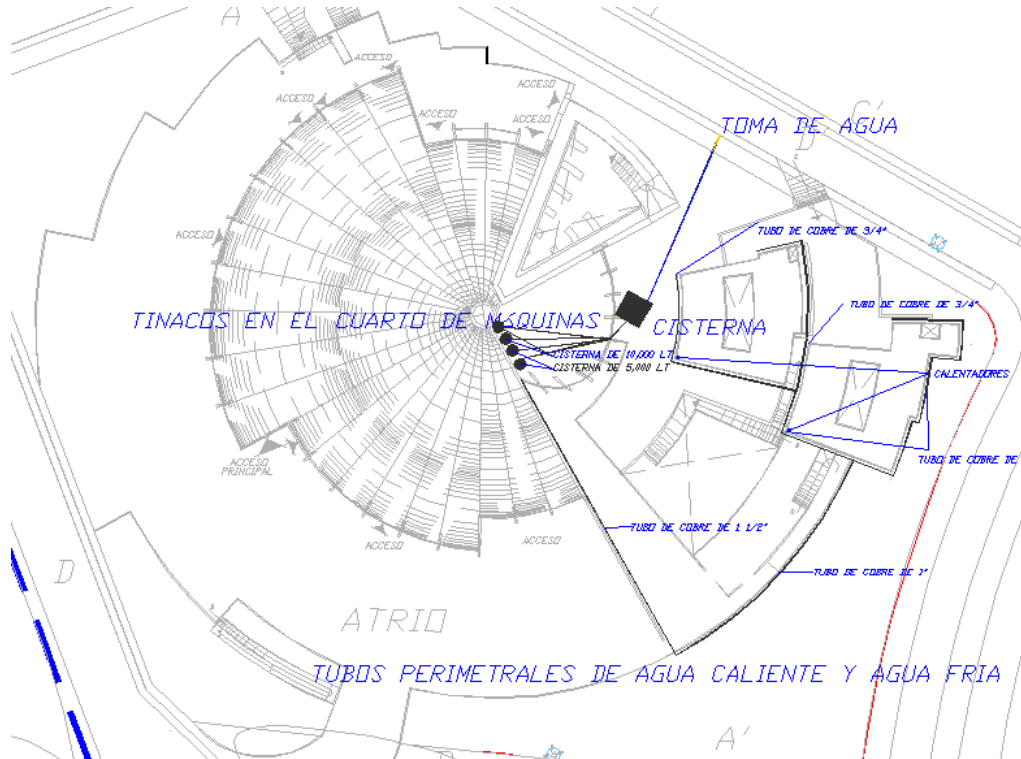 A
ACCESO
ACCESO
ACCESO
ACCESO
ACCESO
C'
TOMA DE AGUA
D'
ACCESO
TUBO DE COBRE DE 3/4"
TUBO DE COBRE DE 3/4"
TINACOS EN EL CUARTO DE MáQUINAS
CISTERNA
CISTERNA DE 10,000 LT
CISTERNA DE 5,000 LT
CALENTADORES
ACCESO
PRINCIPAL
TUBO DE COBRE DE
TUBO DE COBRE DE 1 1/2"
ACCESO
ACCESO
TUBO DE COBRE DE 1"
D
ATRIO
TUBOS PERIMETRALES DE AGUA CALIENTE Y AGUA FRIA
A'